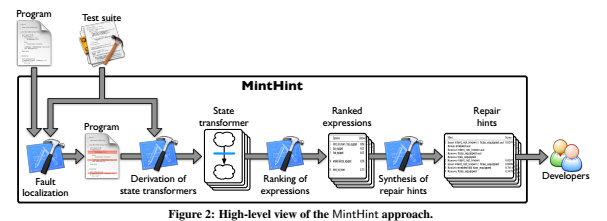 Program
Test suite
MintHint
State
transformer
Ranked
expressions
Repair
hints
Program
Fault
localization
Derivation of
state transformers
Ranking of
expressions
Synthesis of
repair hints
Developers
Figure 2: High-level view of the MintHint approach.